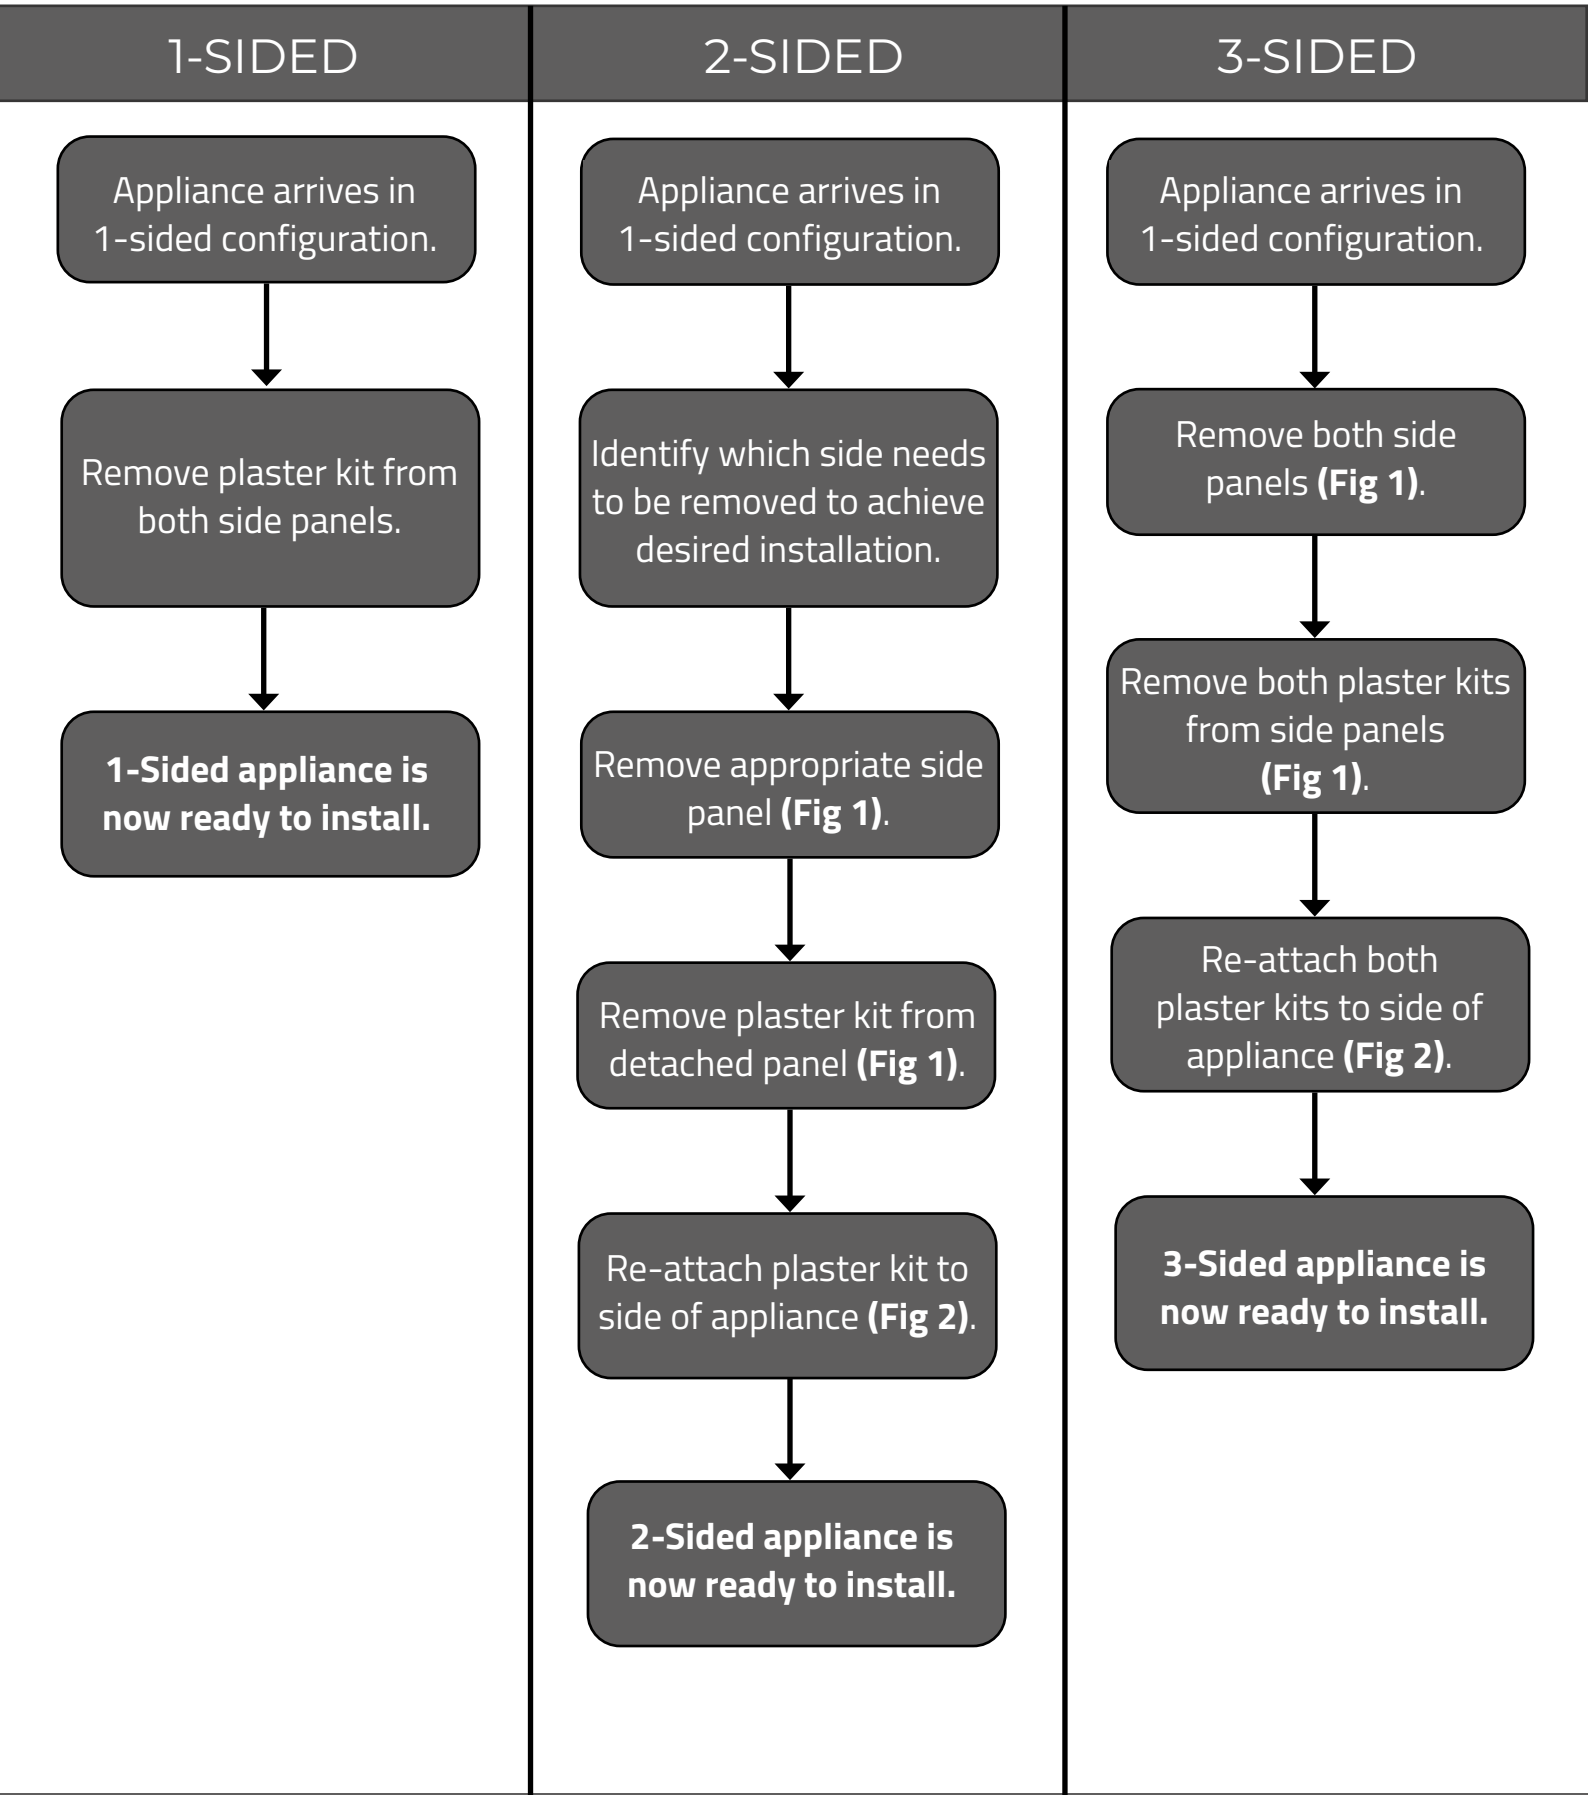 1-SIDED
2-SIDED
3-SIDED
Appliance arrives in
1-sided configuration.
Remove plaster kit from
both side panels.
1-Sided appliance is
now ready to install.
Appliance arrives in
1-sided configuration.
Identify which side needs
to be removed to achieve
desired installation.
Remove appropriate side
panel (Fig 1).
Remove plaster kit from
detached panel (Fig 1).
Re-attach plaster kit to
side of appliance (Fig 2).
2-Sided appliance is
now ready to install.
Appliance arrives in
1-sided configuration.
Remove both side
panels (Fig 1).
Remove both plaster kits
from side panels
(Fig 1).
Re-attach both
plaster kits to side of
appliance (Fig 2).
3-Sided appliance is
now ready to install.